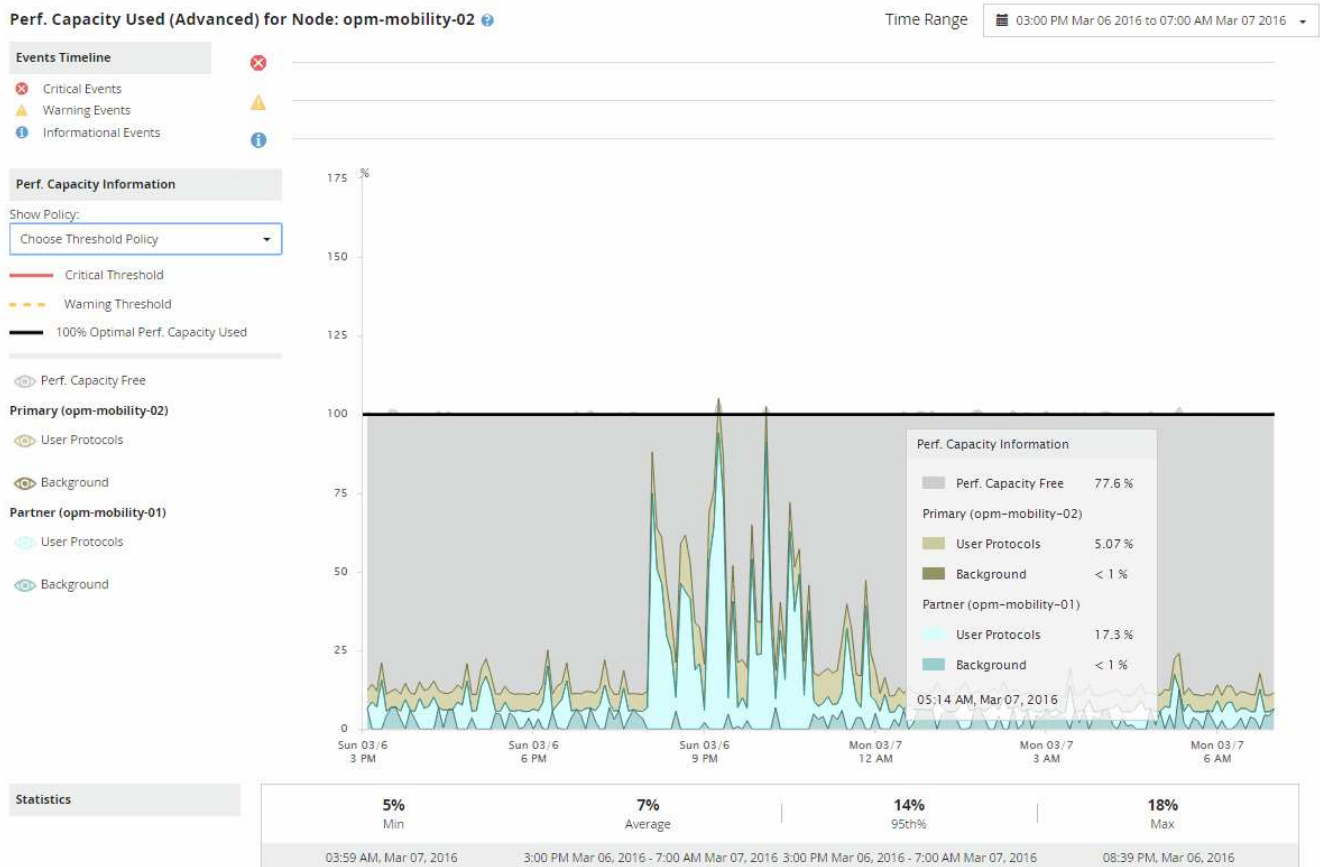 Perf. Capacity Used (Advanced) for Node: opm-mobility-02 ?
Time Range 03:00 PM Mar 06 2016 to 07:00 AM Mar 07 2016
Events Timeline
Critical Events
Warning Events
Informational Events
Perf. Capacity Information
Show Policy:
Choose Threshold Policy
Critical Threshold
Warning Threshold
100% Optimal Perf. Capacity Used
Perf. Capacity Free
Primary (opm-mobility-02)
User Protocols
Background
Partner (opm-mobility-01)
User Protocols
Background
%
175
150
125
100
75
50
25
0
Sun 03/6 Sun 03/6 Sun 03/6 Mon 03/7 Mon 03/7 Mon 03/7
3 PM 6 PM 9 PM 12 AM 3 AM 6 AM
Perf. Capacity Information
Perf. Capacity Free 77.6 %
Primary (opm-mobility-02)
User Protocols 5.07 %
Background < 1 %
Partner (opm-mobility-01)
User Protocols 17.3 %
Background < 1 %
05:14 AM, Mar 07, 2016
Statistics
5% 7% 14% 18%
Min Average 95th% Max
03:59 AM, Mar 07, 2016 3:00 PM Mar 06, 2016 - 7:00 AM Mar 07, 2016 3:00 PM Mar 06, 2016 - 7:00 AM Mar 07, 2016 08:39 PM, Mar 06, 2016